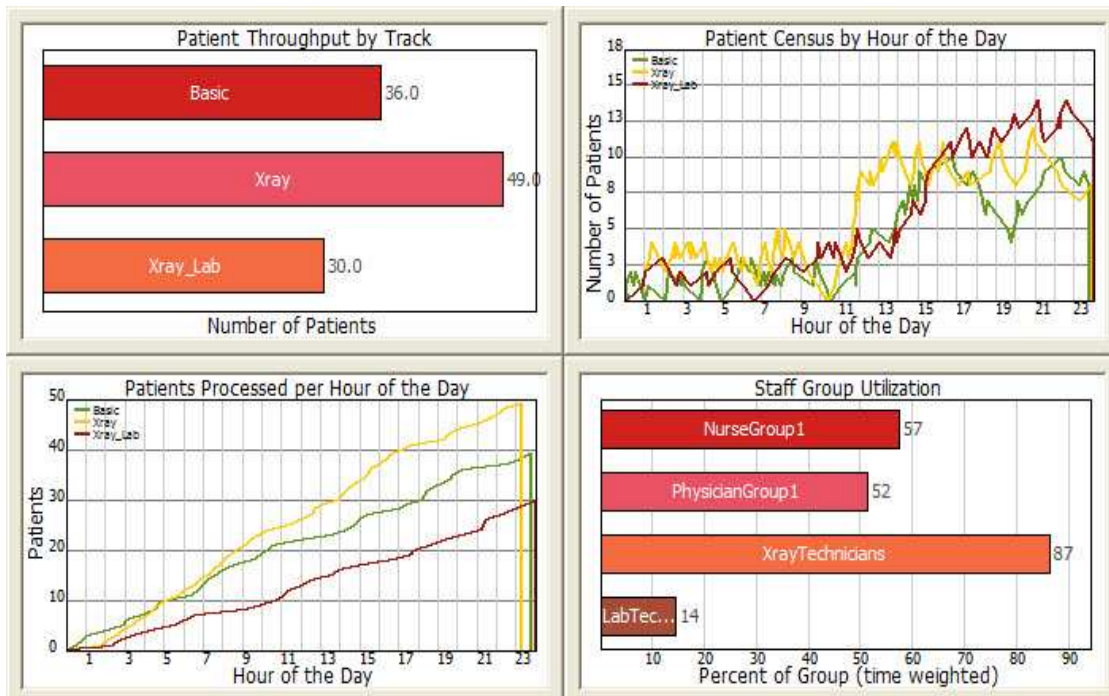 Patient Throughput by Track
Basic 36.0
Xray 49.0
Xray_Lab 30.0
Number of Patients
Patient Census by Hour of the Day
Number of Patients
18
15
13
10
8
5
3
0
Basic
Xray
Xray_Lab
1 3 5 7 9 11 13 15 17 19 21 23
Hour of the Day
Patients Processed per Hour of the Day
Patients
50
40
30
20
10
0
Basic
Xray
Xray_Lab
1 3 5 7 9 11 13 15 17 19 21 23
Hour of the Day
Staff Group Utilization
NurseGroup1 57
PhysicianGroup1 52
XrayTechnicians 87
LabTec... 14
10 20 30 40 50 60 70 80 90
Percent of Group (time weighted)